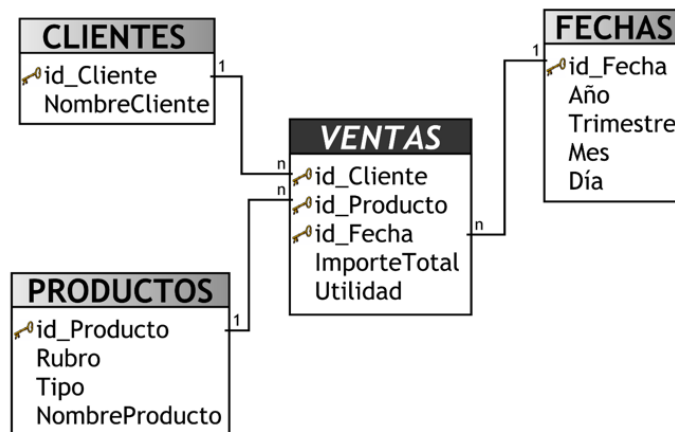 CLIENTES
id_Cliente
NombreCliente
1
FECHAS
id_Fecha
Año
Trimestre
Mes
Día
1
VENTAS
id_Cliente
id_Producto
id_Fecha
ImporteTotal
Utilidad
n
n
n
PRODUCTOS
id_Producto
Rubro
Tipo
NombreProducto
1